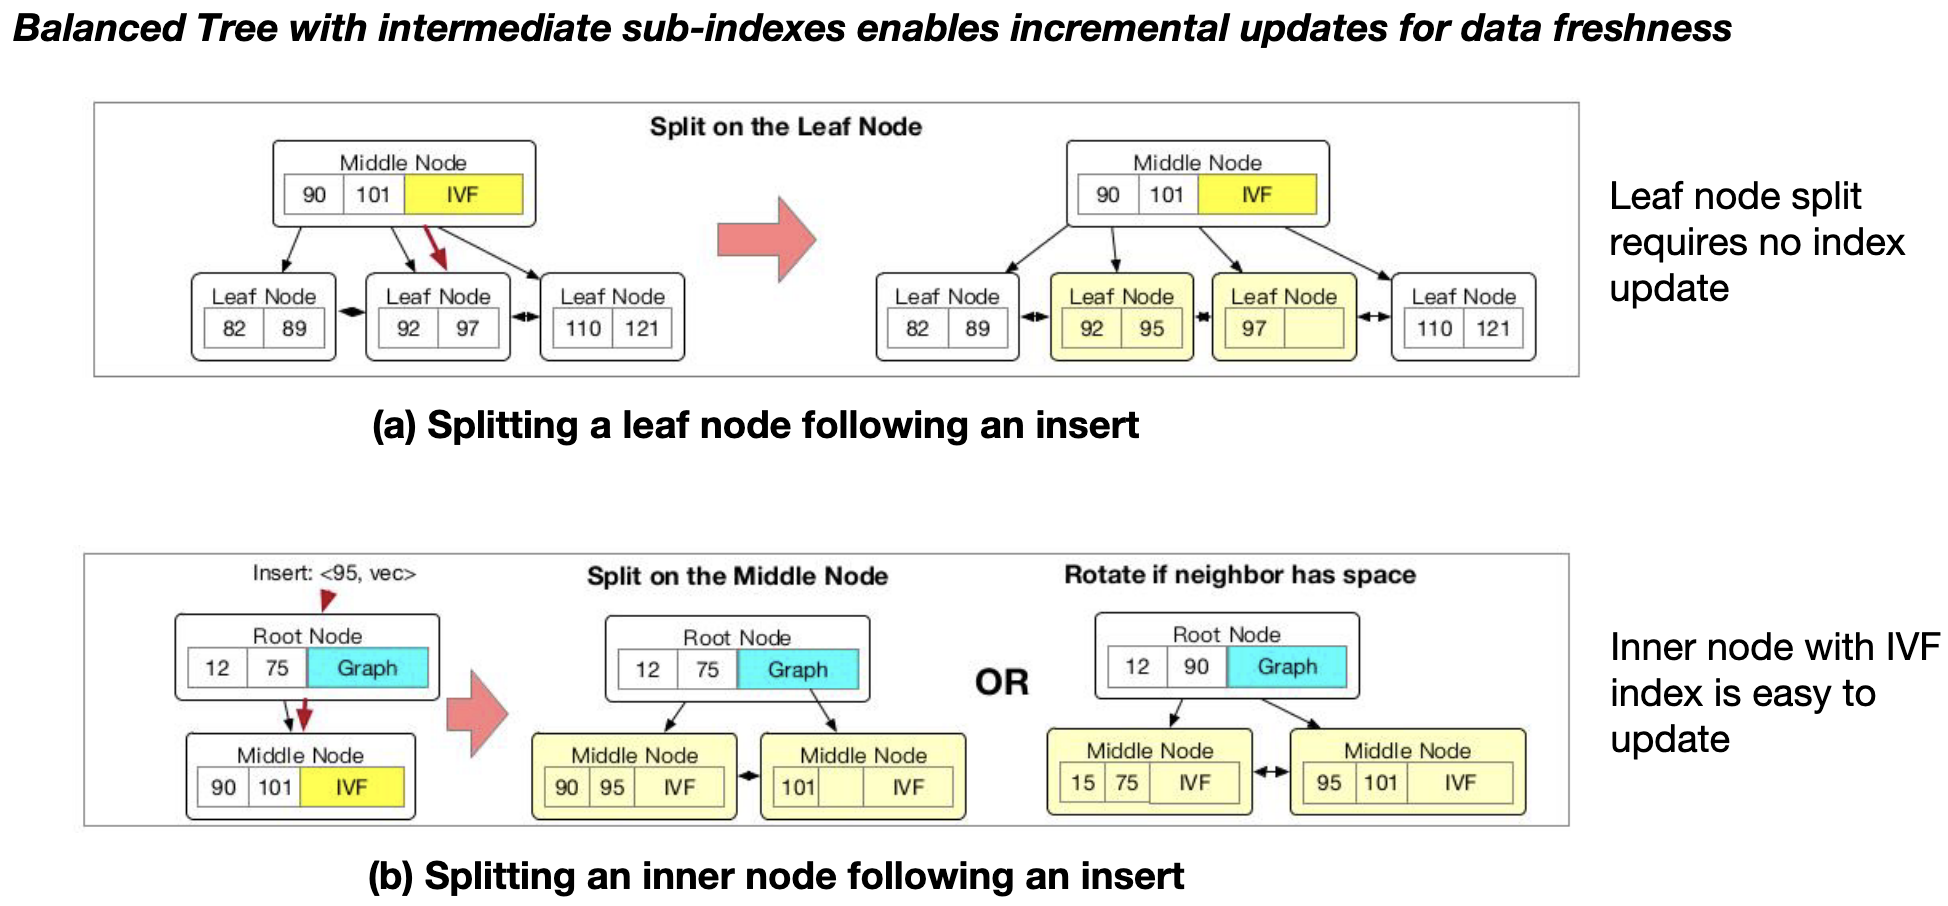 Balanced Tree with intermediate sub-indexes enables incremental updates for data freshness
Split on the Leaf Node
Middle Node
90 101 IVF
Leaf Node
82 89
Leaf Node
92 97
Leaf Node
110 121
Middle Node
90 101 IVF
Leaf Node
82 89
Leaf Node
92 95
Leaf Node
97
Leaf Node
110 121
Leaf node split
requires no index
update
(a) Splitting a leaf node following an insert
Insert: <95, vec>
Root Node
12 75 Graph
Middle Node
90 101 IVF
Split on the Middle Node
Root Node
12 75 Graph
Middle Node
90 95 IVF
Middle Node
101 IVF
OR
Rotate if neighbor has space
Root Node
12 90 Graph
Middle Node
15 75 IVF
Middle Node
95 101 IVF
Inner node with IVF
index is easy to
update
(b) Splitting an inner node following an insert